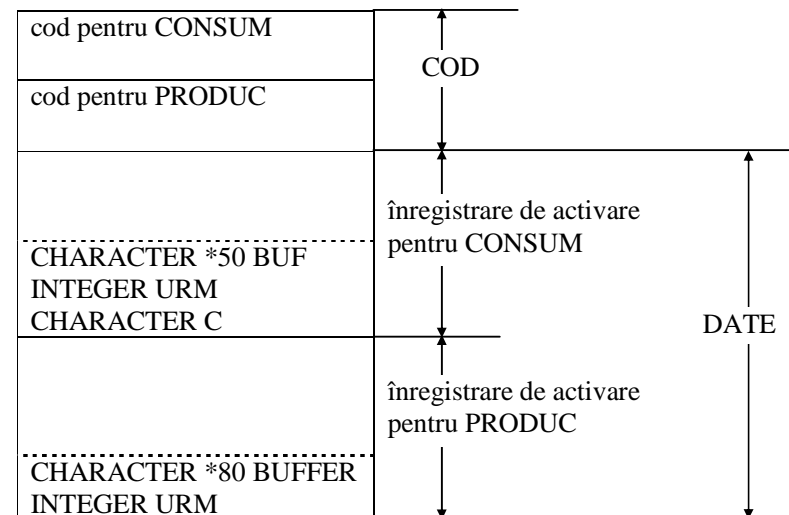 cod pentru CONSUM
COD
cod pentru PRODUC
înregistrare de activare
pentru CONSUM
CHARACTER *50 BUF
INTEGER URM
CHARACTER C
DATE
înregistrare de activare
pentru PRODUC
CHARACTER *80 BUFFER
INTEGER URM